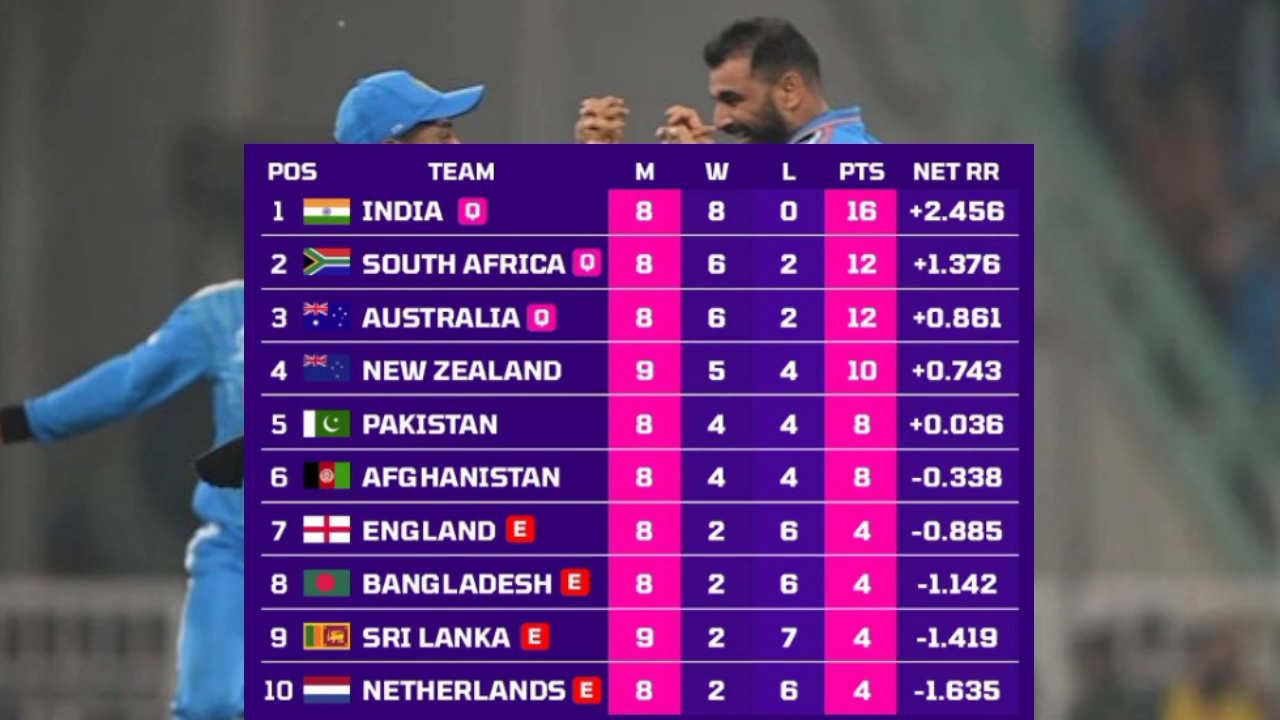 POS TEAM M W L PTS NET RR
1 INDIA Q 8 8 0 16 +2.456
2 SOUTH AFRICA Q 8 6 2 12 +1.376
3 AUSTRALIA Q 8 6 2 12 +0.861
4 NEW ZEALAND 9 5 4 10 +0.743
5 PAKISTAN 8 4 4 8 +0.036
6 AFGHANISTAN 8 4 4 8 -0.338
7 ENGLAND E 8 2 6 4 -0.885
8 BANGLADESH E 8 2 6 4 -1.142
9 SRI LANKA E 9 2 7 4 -1.419
10 NETHERLANDS E 8 2 6 4 -1.635